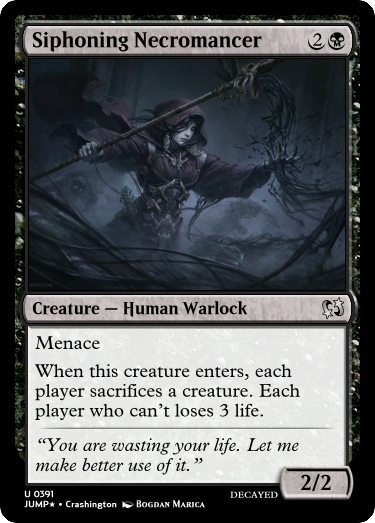 Siphoning Necromancer 2
Creature — Human Warlock
Menace
When this creature enters, each
player sacrifices a creature. Each
player who can't loses 3 life.
“You are wasting your life. Let me
make better use of it.”
2/2
U 0391
DECAYED
JUMP★ • Crashington BOGDAN MARICA